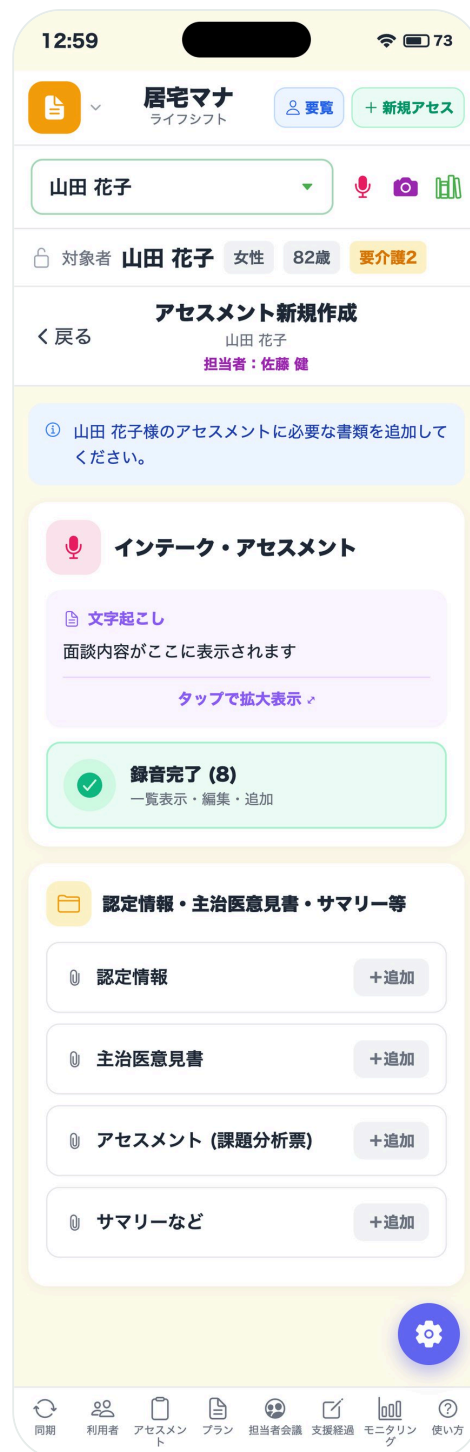 12:59
73
居宅マナ
ライフシフト
要覧
+ 新規アセス
山田 花子
対象者 山田 花子 女性 82歳 要介護2
戻る
アセスメント新規作成
山田 花子
担当者：佐藤 健
山田 花子様のアセスメントに必要な書類を追加して
ください。
インテーク・アセスメント
文字起こし
面談内容がここに表示されます
タップで拡大表示
録音完了 (8)
一覧表示・編集・追加
認定情報・主治医意見書・サマリー等
認定情報 +追加
主治医意見書 +追加
アセスメント (課題分析票) +追加
サマリーなど +追加
同期
利用者
アセスメン
ト
プラン
担当者会議
支援経過
モニタリン
グ
使い方